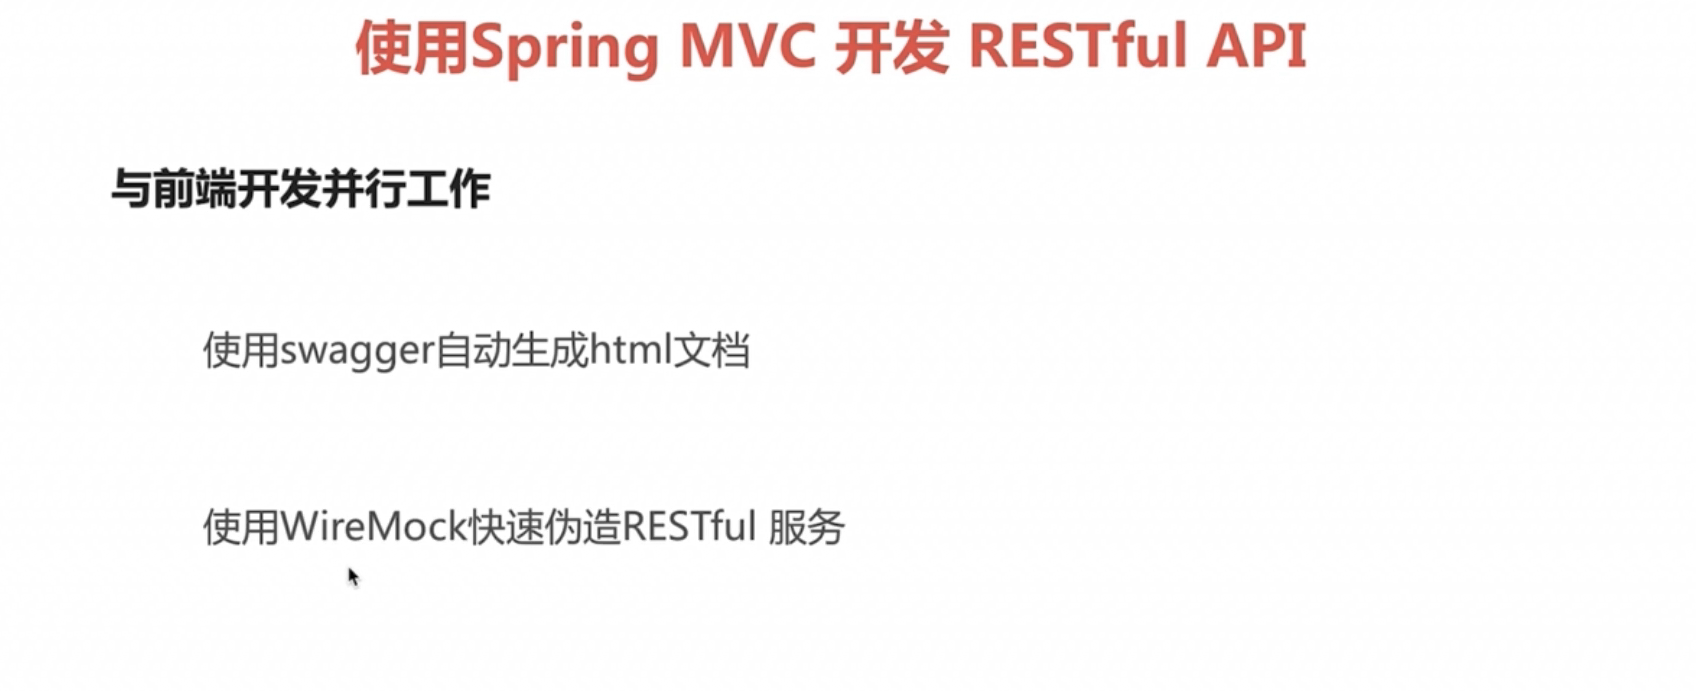 使用Spring MVC 开发 RESTful API
与前端开发并行工作
使用swagger自动生成html文档
使用WireMock快速伪造RESTful 服务